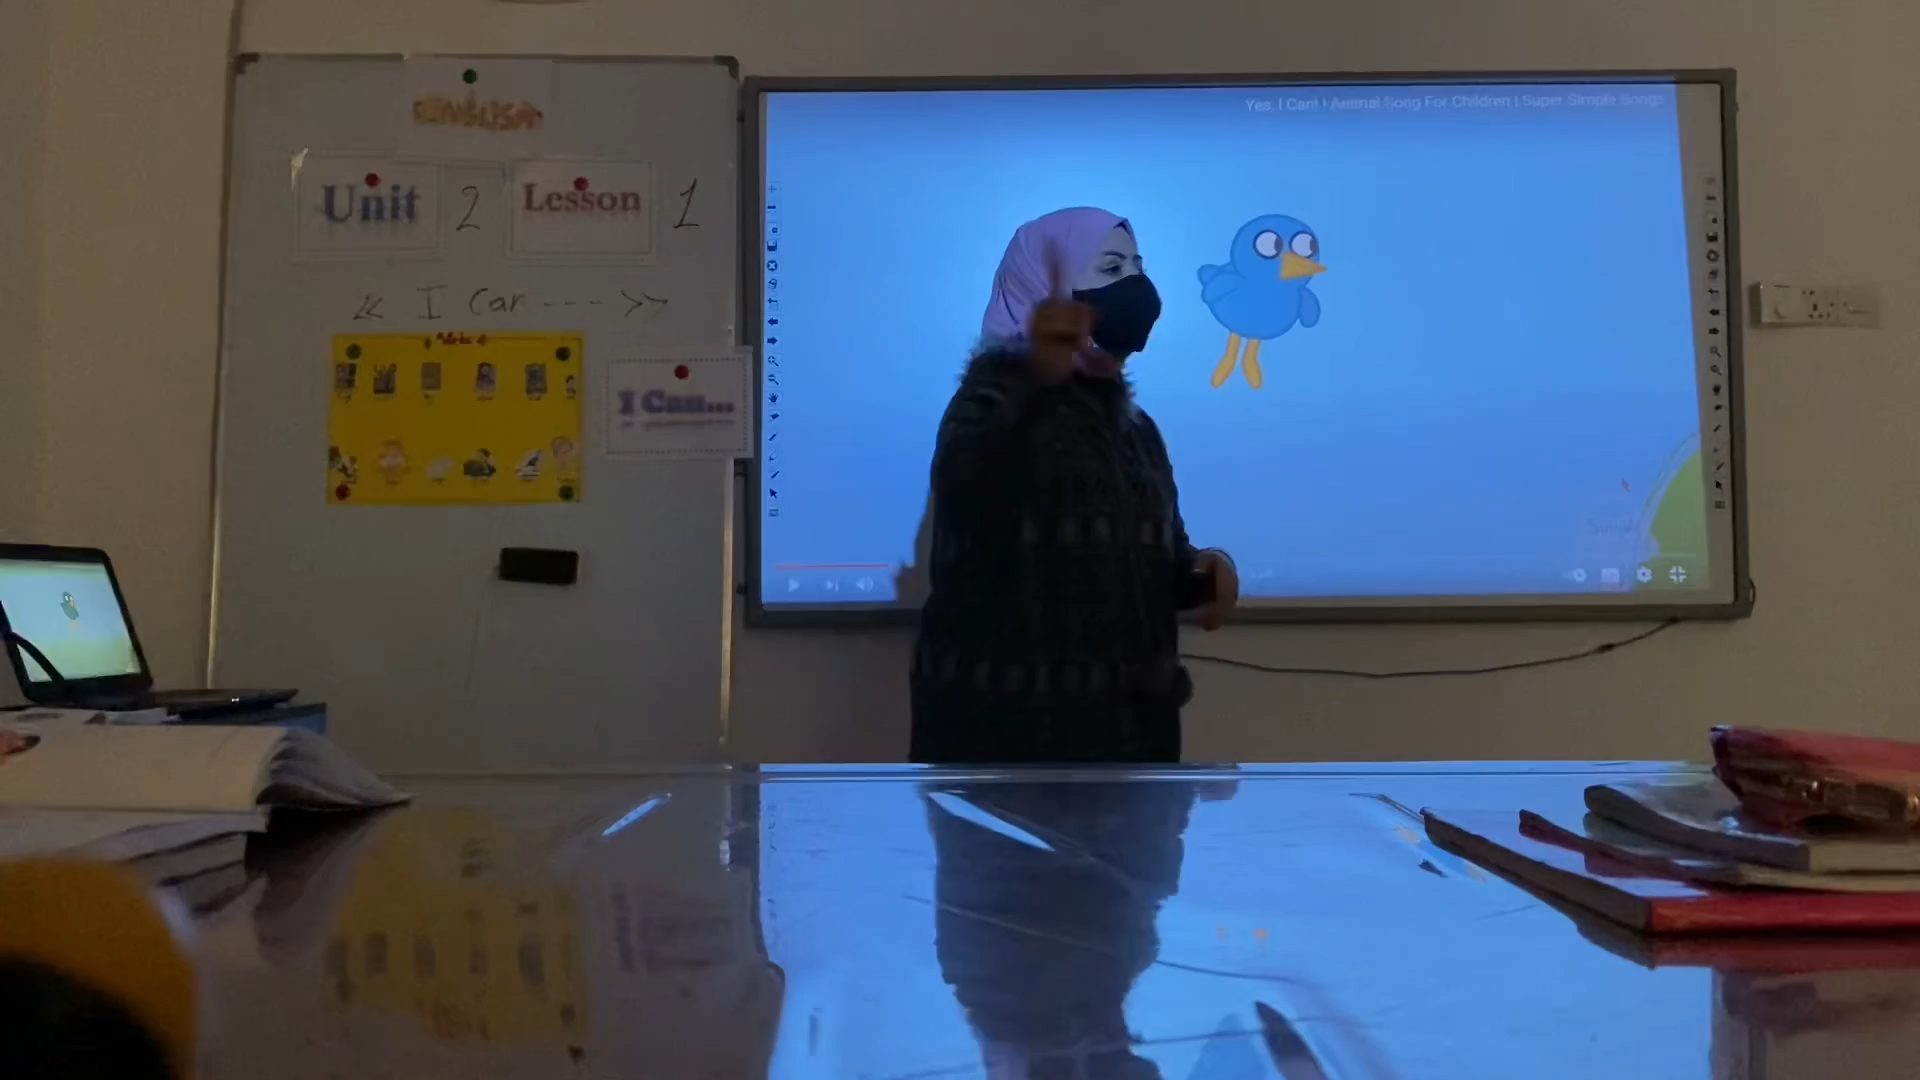 ENGLISH
Unit 2 Lesson 1
<< I Can ---- >>
I Can...
Yes, I Can! | Animal Song For Children | Super Simple Songs